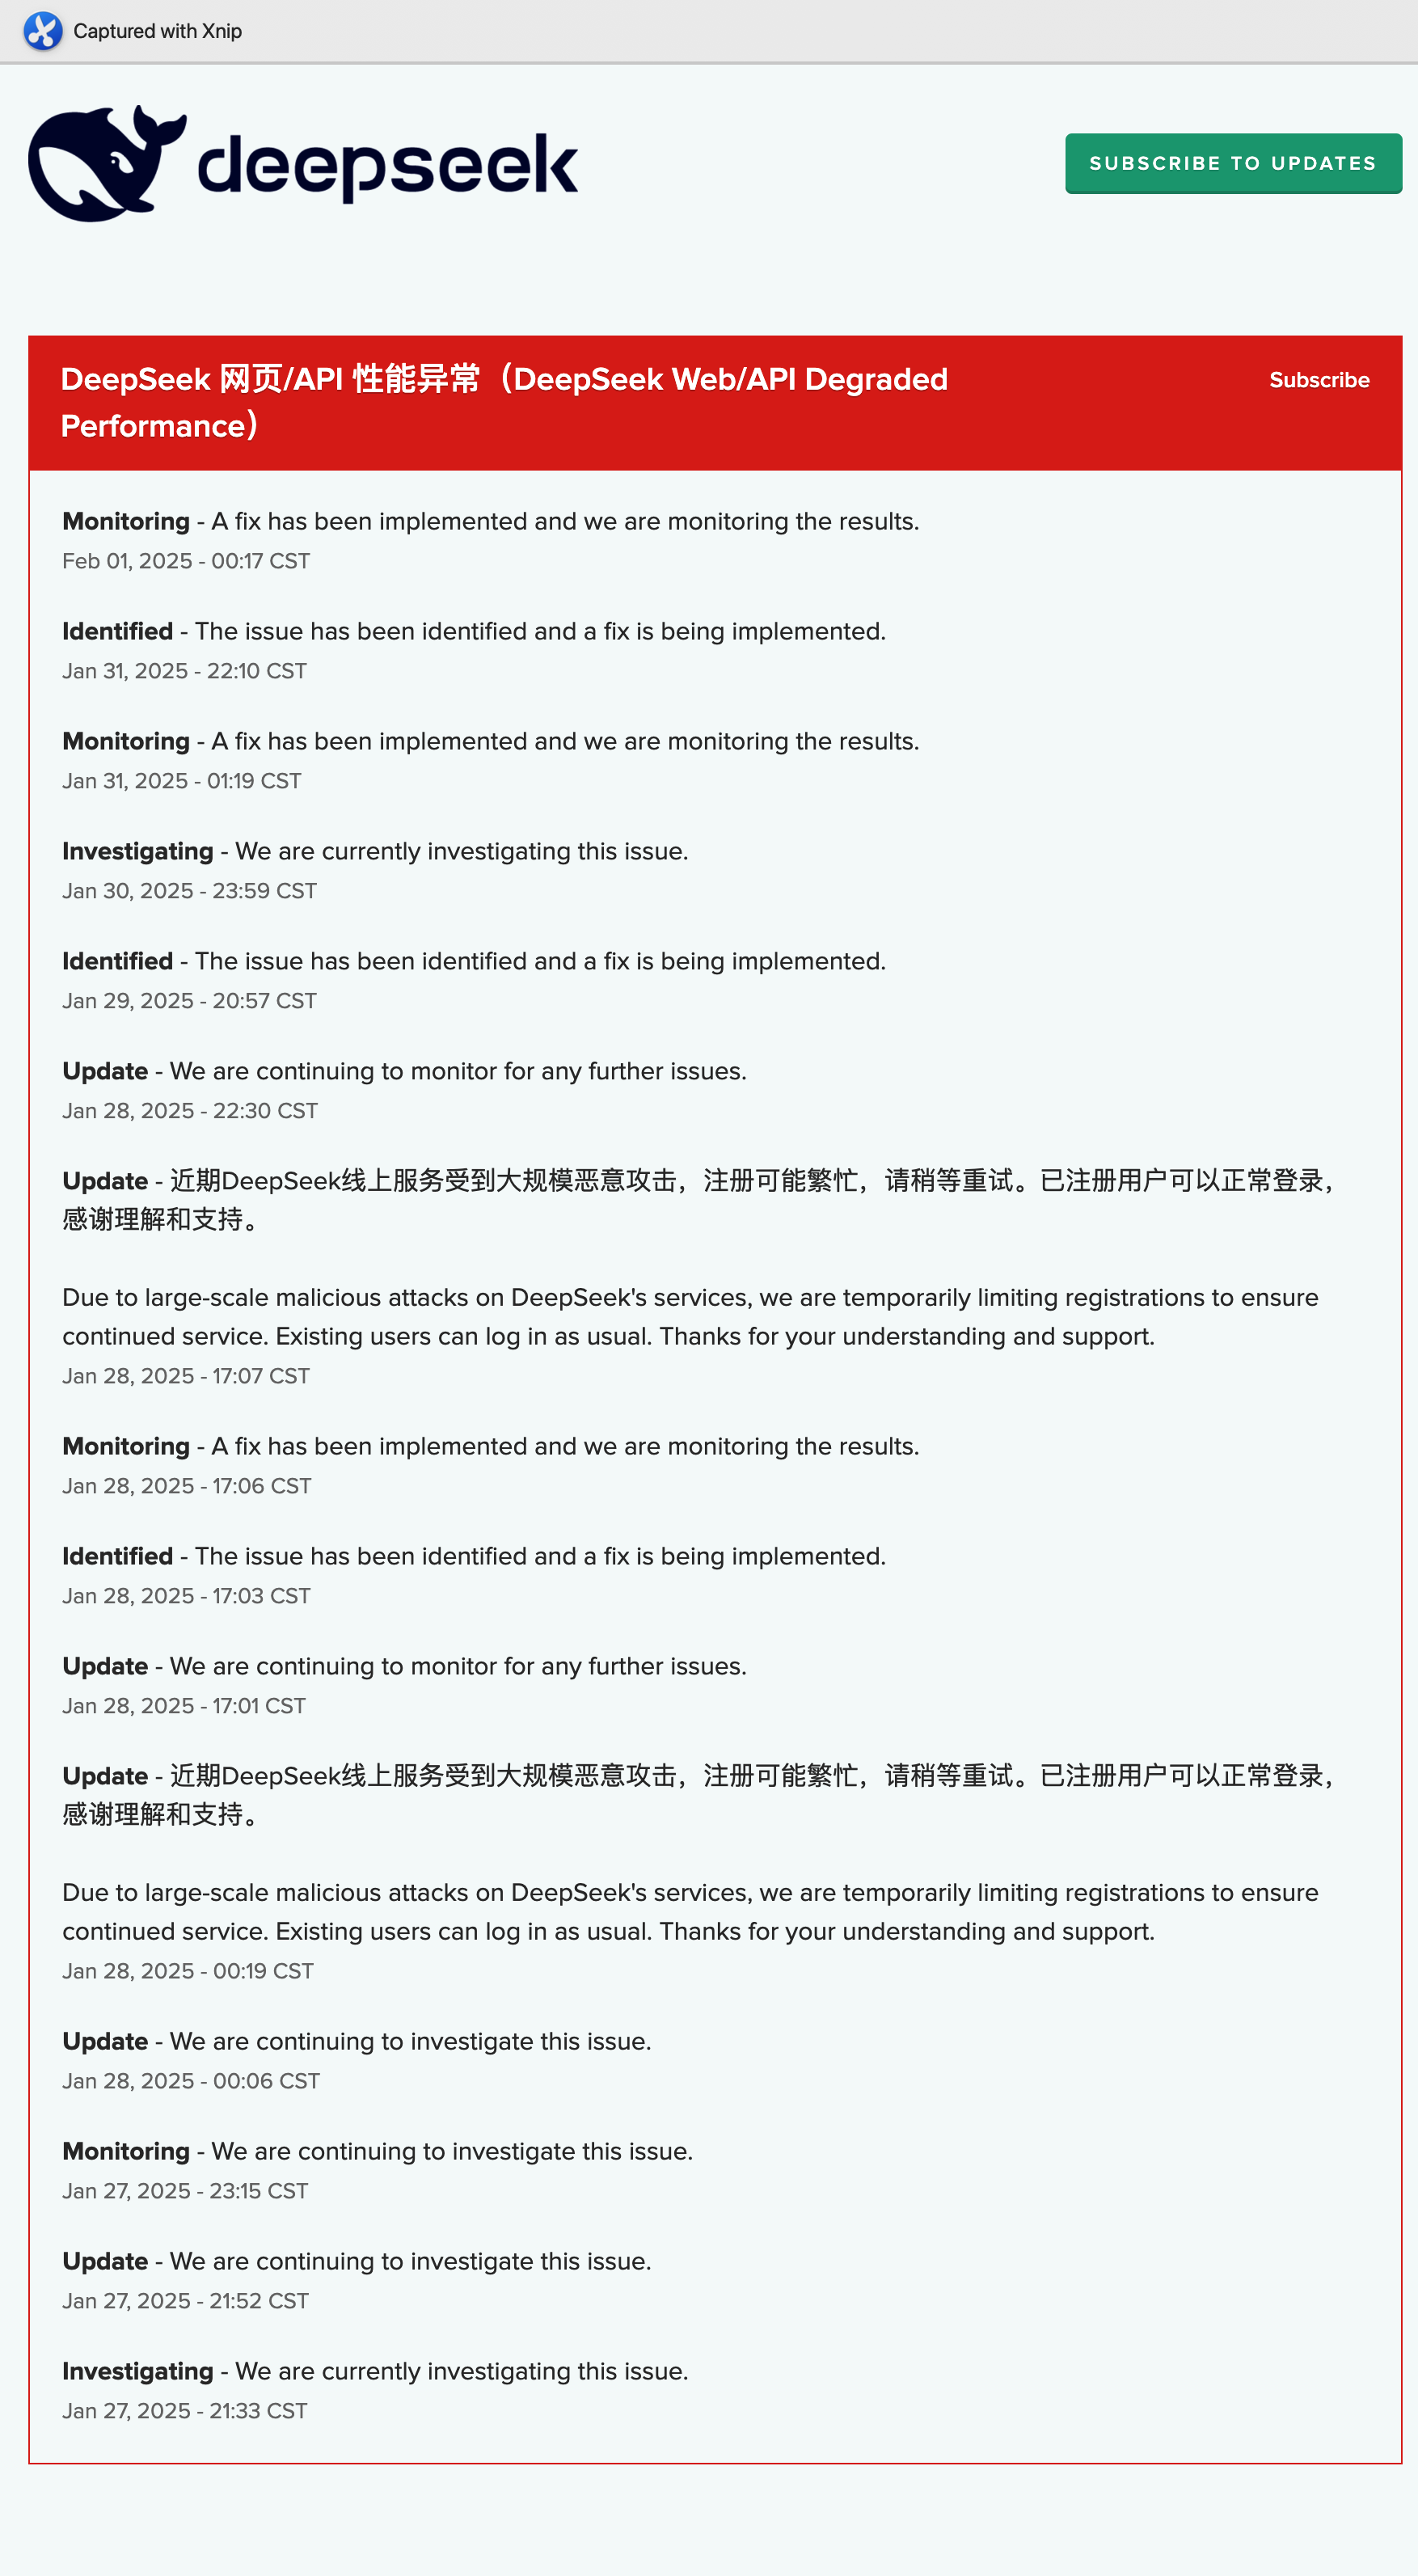 Captured with Xnip
deepseek
SUBSCRIBE TO UPDATES
DeepSeek 网页/API 性能异常（DeepSeek Web/API Degraded
Performance）
Subscribe
Monitoring - A fix has been implemented and we are monitoring the results.
Feb 01, 2025 - 00:17 CST
Identified - The issue has been identified and a fix is being implemented.
Jan 31, 2025 - 22:10 CST
Monitoring - A fix has been implemented and we are monitoring the results.
Jan 31, 2025 - 01:19 CST
Investigating - We are currently investigating this issue.
Jan 30, 2025 - 23:59 CST
Identified - The issue has been identified and a fix is being implemented.
Jan 29, 2025 - 20:57 CST
Update - We are continuing to monitor for any further issues.
Jan 28, 2025 - 22:30 CST
Update - 近期DeepSeek线上服务受到大规模恶意攻击，注册可能繁忙，请稍等重试。已注册用户可以正常登录，
感谢理解和支持。
Due to large-scale malicious attacks on DeepSeek's services, we are temporarily limiting registrations to ensure
continued service. Existing users can log in as usual. Thanks for your understanding and support.
Jan 28, 2025 - 17:07 CST
Monitoring - A fix has been implemented and we are monitoring the results.
Jan 28, 2025 - 17:06 CST
Identified - The issue has been identified and a fix is being implemented.
Jan 28, 2025 - 17:03 CST
Update - We are continuing to monitor for any further issues.
Jan 28, 2025 - 17:01 CST
Update - 近期DeepSeek线上服务受到大规模恶意攻击，注册可能繁忙，请稍等重试。已注册用户可以正常登录，
感谢理解和支持。
Due to large-scale malicious attacks on DeepSeek's services, we are temporarily limiting registrations to ensure
continued service. Existing users can log in as usual. Thanks for your understanding and support.
Jan 28, 2025 - 00:19 CST
Update - We are continuing to investigate this issue.
Jan 28, 2025 - 00:06 CST
Monitoring - We are continuing to investigate this issue.
Jan 27, 2025 - 23:15 CST
Update - We are continuing to investigate this issue.
Jan 27, 2025 - 21:52 CST
Investigating - We are currently investigating this issue.
Jan 27, 2025 - 21:33 CST